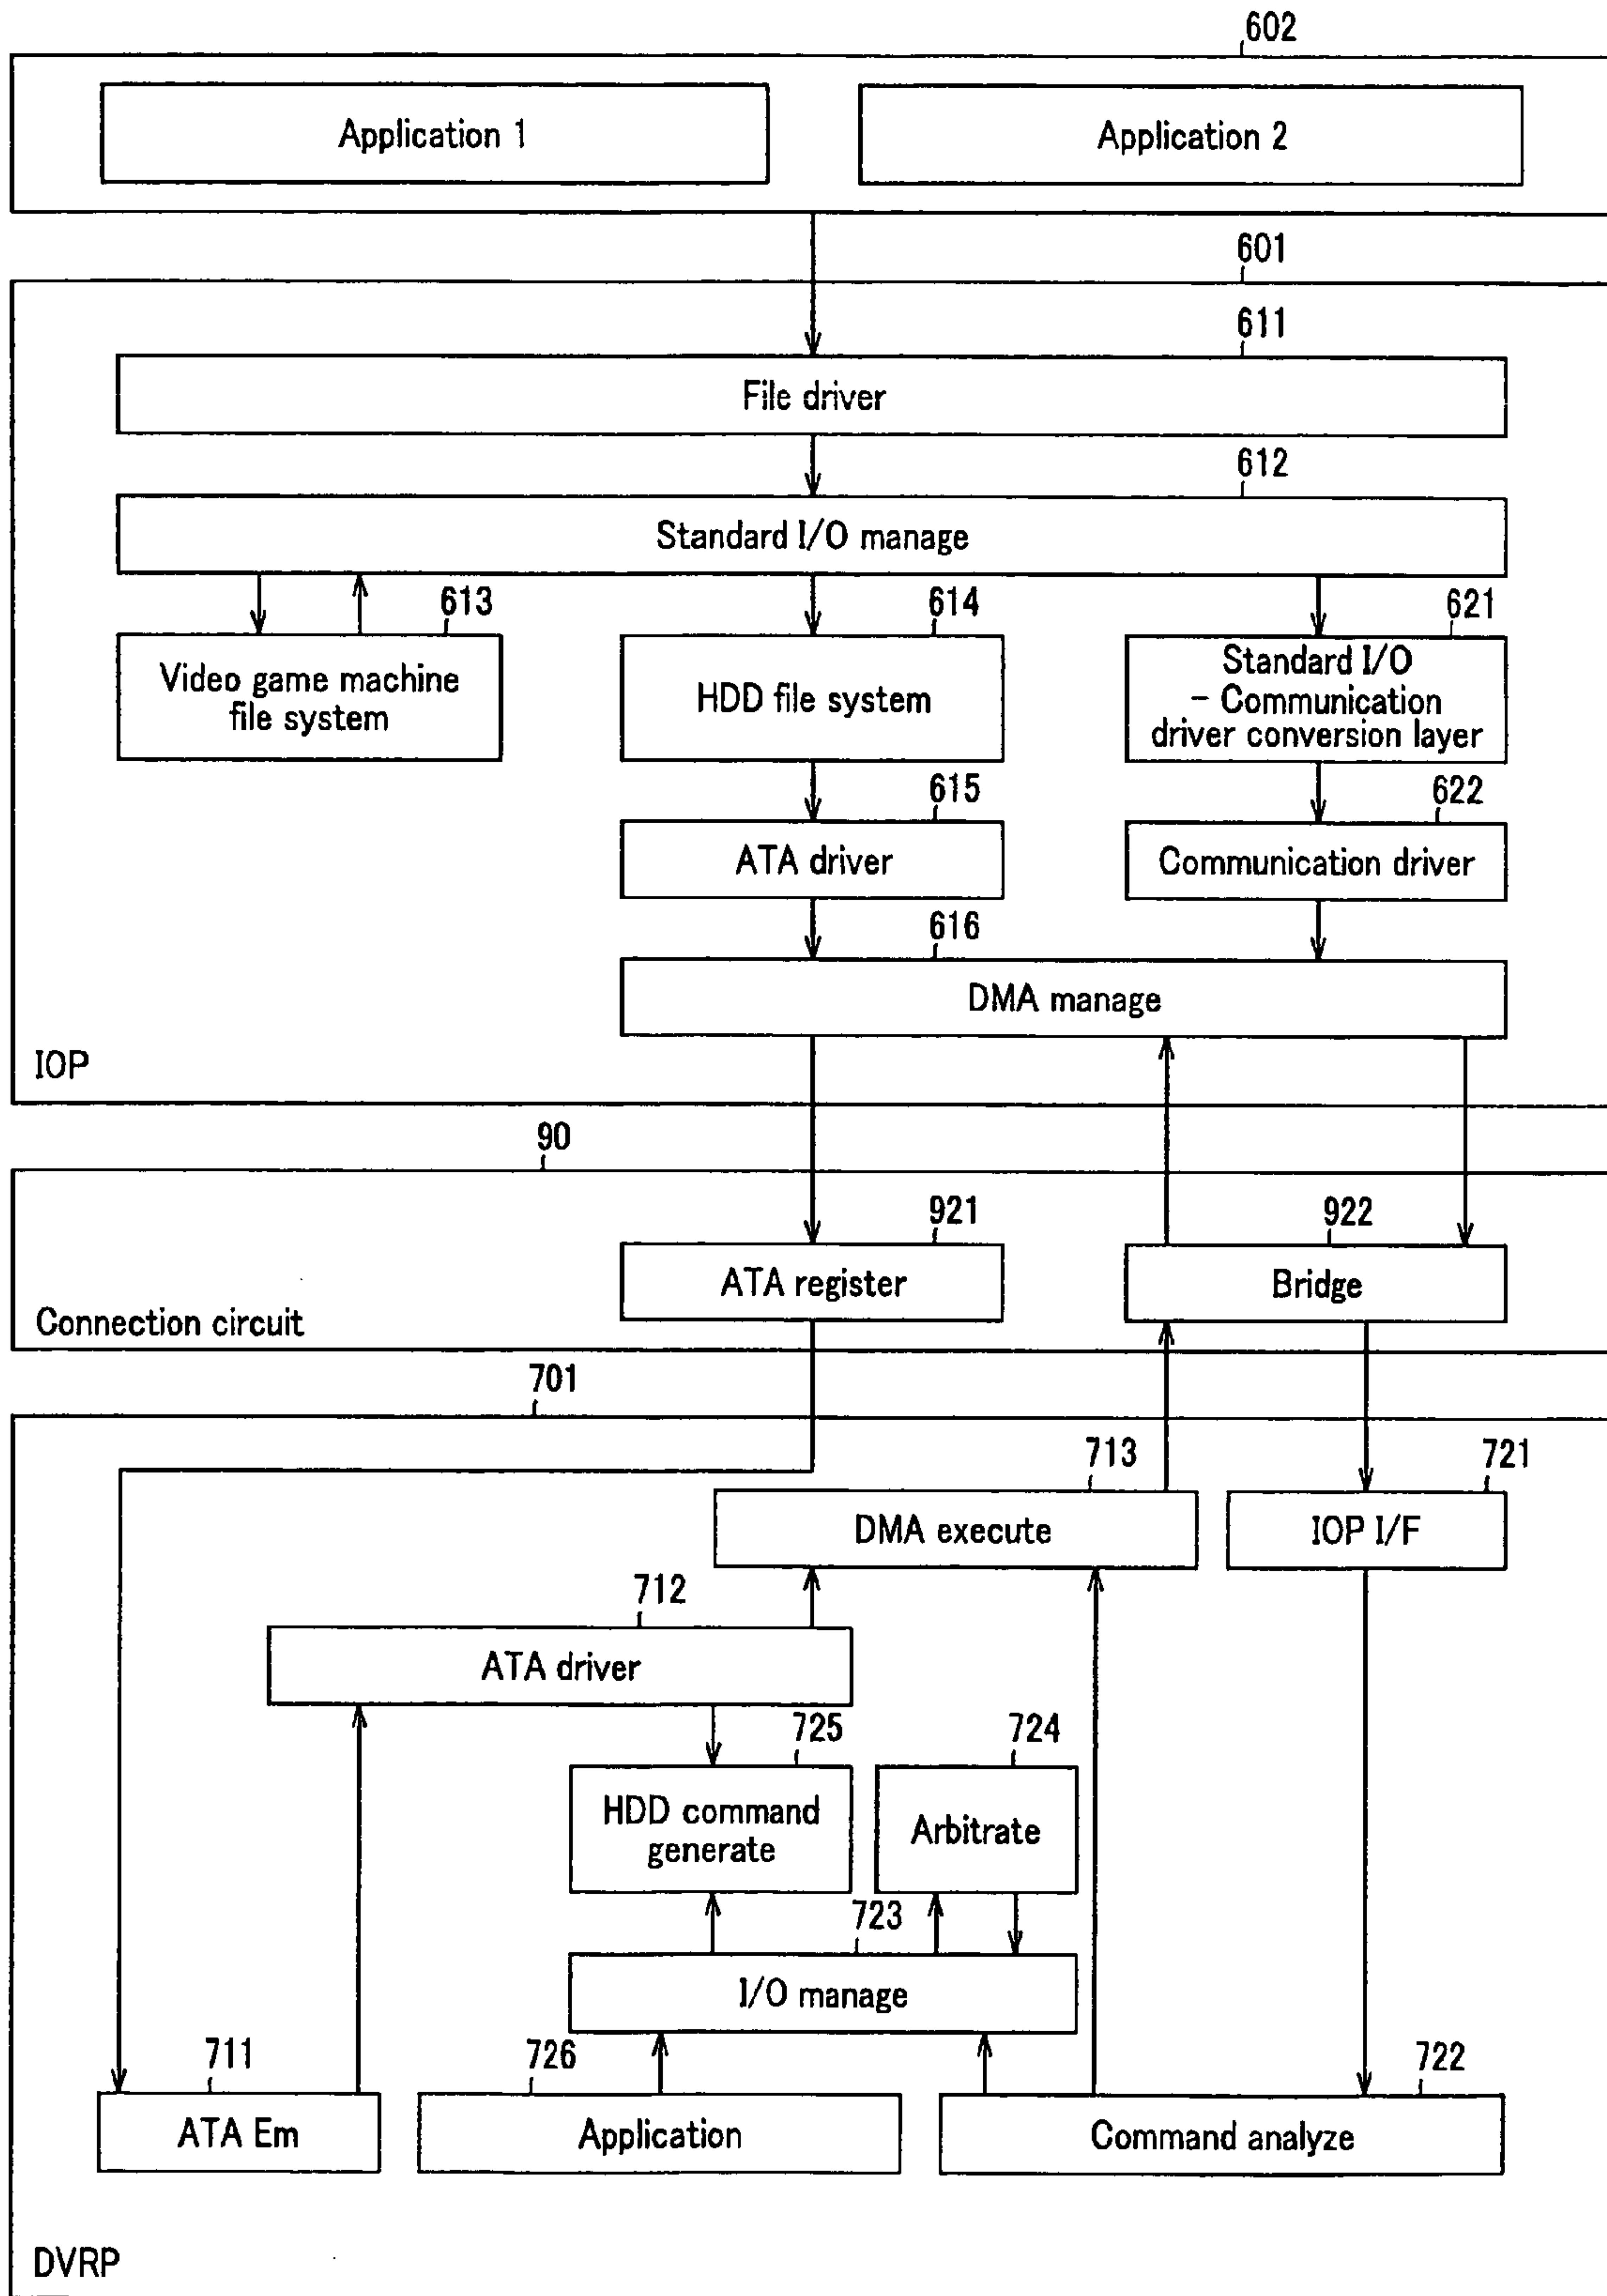 602
Application 1
Application 2
601
611
File driver
612
Standard I/O manage
613
614
621
Video game machine
file system
HDD file system
Standard I/O
– Communication
driver conversion layer
615
622
ATA driver
Communication driver
616
DMA manage
IOP
90
921
922
ATA register
Bridge
Connection circuit
701
713
721
DMA execute
IOP I/F
712
ATA driver
725
724
HDD command
generate
Arbitrate
723
I/O manage
711
726
722
ATA Em
Application
Command analyze
DVRP